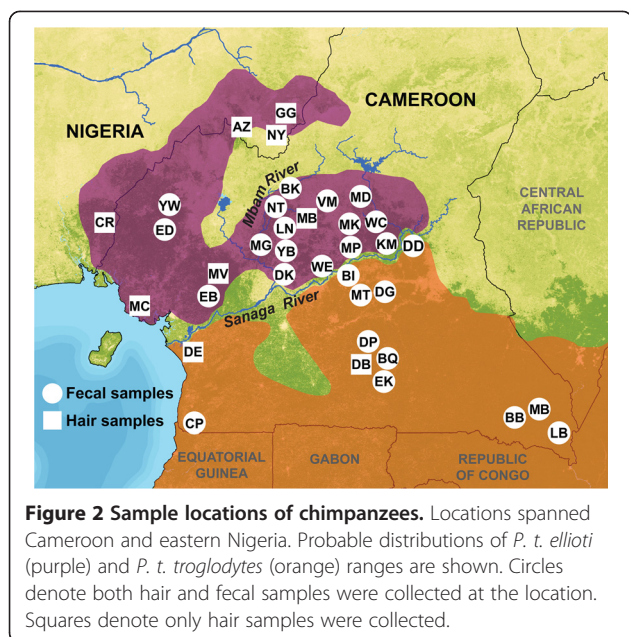 CAMEROON
NIGERIA
GG
AZ
NY
Mbam River
CENTRAL
AFRICAN
REPUBLIC
BK
MD
YW
NT
VM
MB
CR
ED
LN
MK
WC
MG
YB
MP
KM
DD
MV
DK
WE
BI
EB
MC
Sanaga River
MT
DG
DE
DP
BQ
DB
EK
Fecal samples
Hair samples
CP
BB
MB
LB
EQUATORIAL
GUINEA
GABON
REPUBLIC
OF CONGO
Figure 2 Sample locations of chimpanzees. Locations spanned
Cameroon and eastern Nigeria. Probable distributions of P. t. ellioti
(purple) and P. t. troglodytes (orange) ranges are shown. Circles
denote both hair and fecal samples were collected at the location.
Squares denote only hair samples were collected.